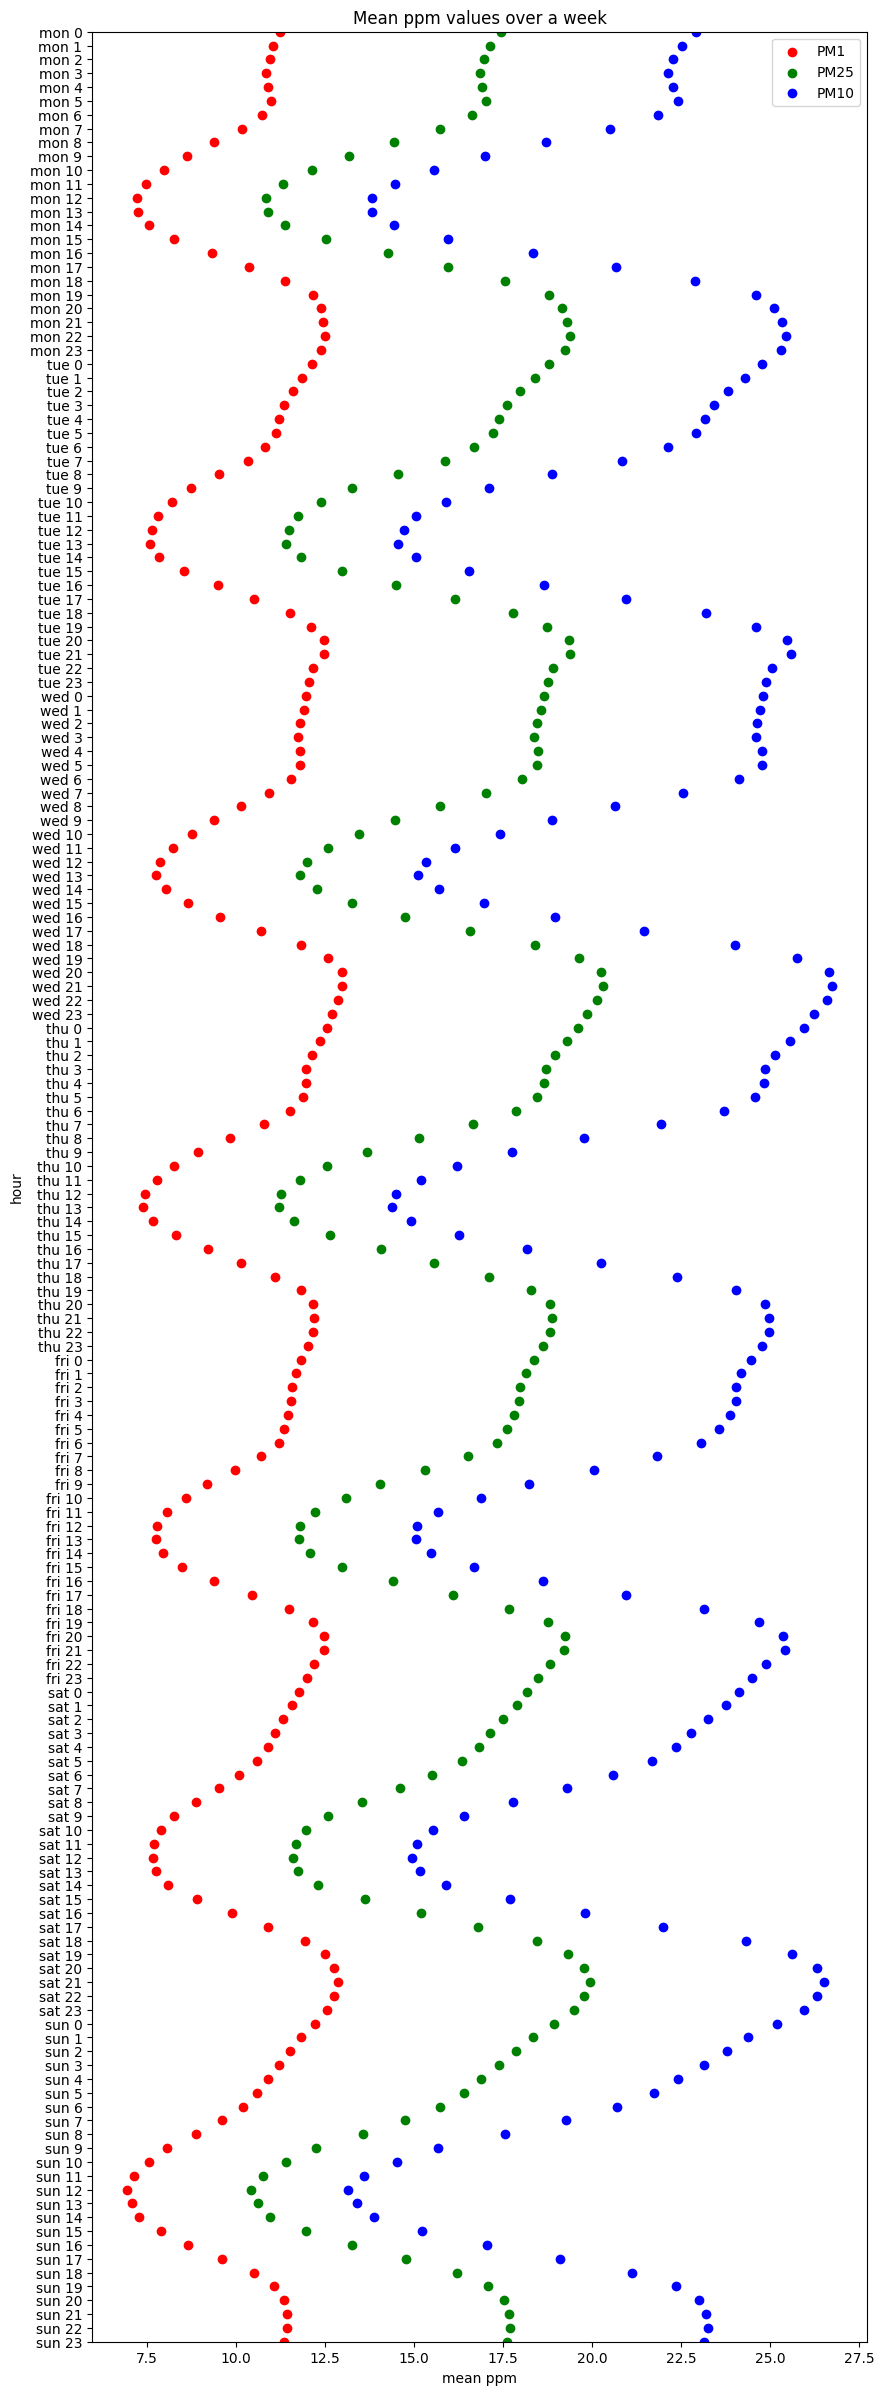 Mean ppm values over a week
PM1
PM25
PM10
mon 0
mon 1
mon 2
mon 3
mon 4
mon 5
mon 6
mon 7
mon 8
mon 9
mon 10
mon 11
mon 12
mon 13
mon 14
mon 15
mon 16
mon 17
mon 18
mon 19
mon 20
mon 21
mon 22
mon 23
tue 0
tue 1
tue 2
tue 3
tue 4
tue 5
tue 6
tue 7
tue 8
tue 9
tue 10
tue 11
tue 12
tue 13
tue 14
tue 15
tue 16
tue 17
tue 18
tue 19
tue 20
tue 21
tue 22
tue 23
wed 0
wed 1
wed 2
wed 3
wed 4
wed 5
wed 6
wed 7
wed 8
wed 9
wed 10
wed 11
wed 12
wed 13
wed 14
wed 15
wed 16
wed 17
wed 18
wed 19
wed 20
wed 21
wed 22
wed 23
thu 0
thu 1
thu 2
thu 3
thu 4
thu 5
thu 6
thu 7
thu 8
thu 9
thu 10
thu 11
thu 12
thu 13
thu 14
thu 15
thu 16
thu 17
thu 18
thu 19
thu 20
thu 21
thu 22
thu 23
fri 0
fri 1
fri 2
fri 3
fri 4
fri 5
fri 6
fri 7
fri 8
fri 9
fri 10
fri 11
fri 12
fri 13
fri 14
fri 15
fri 16
fri 17
fri 18
fri 19
fri 20
fri 21
fri 22
fri 23
sat 0
sat 1
sat 2
sat 3
sat 4
sat 5
sat 6
sat 7
sat 8
sat 9
sat 10
sat 11
sat 12
sat 13
sat 14
sat 15
sat 16
sat 17
sat 18
sat 19
sat 20
sat 21
sat 22
sat 23
sun 0
sun 1
sun 2
sun 3
sun 4
sun 5
sun 6
sun 7
sun 8
sun 9
sun 10
sun 11
sun 12
sun 13
sun 14
sun 15
sun 16
sun 17
sun 18
sun 19
sun 20
sun 21
sun 22
sun 23
hour
7.5 10.0 12.5 15.0 17.5 20.0 22.5 25.0 27.5
mean ppm